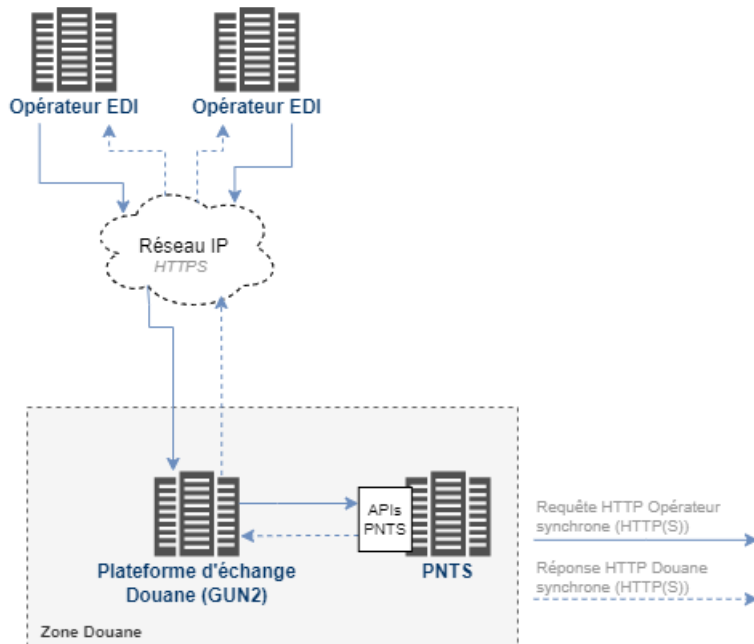 Opérateur EDI
Opérateur EDI
Réseau IP
HTTPS
APIs
PNTS
Plateforme d'échange
Douane (GUN2)
PNTS
Zone Douane
Requête HTTP Opérateur
synchrone (HTTP(S))
Réponse HTTP Douane
synchrone (HTTP(S))